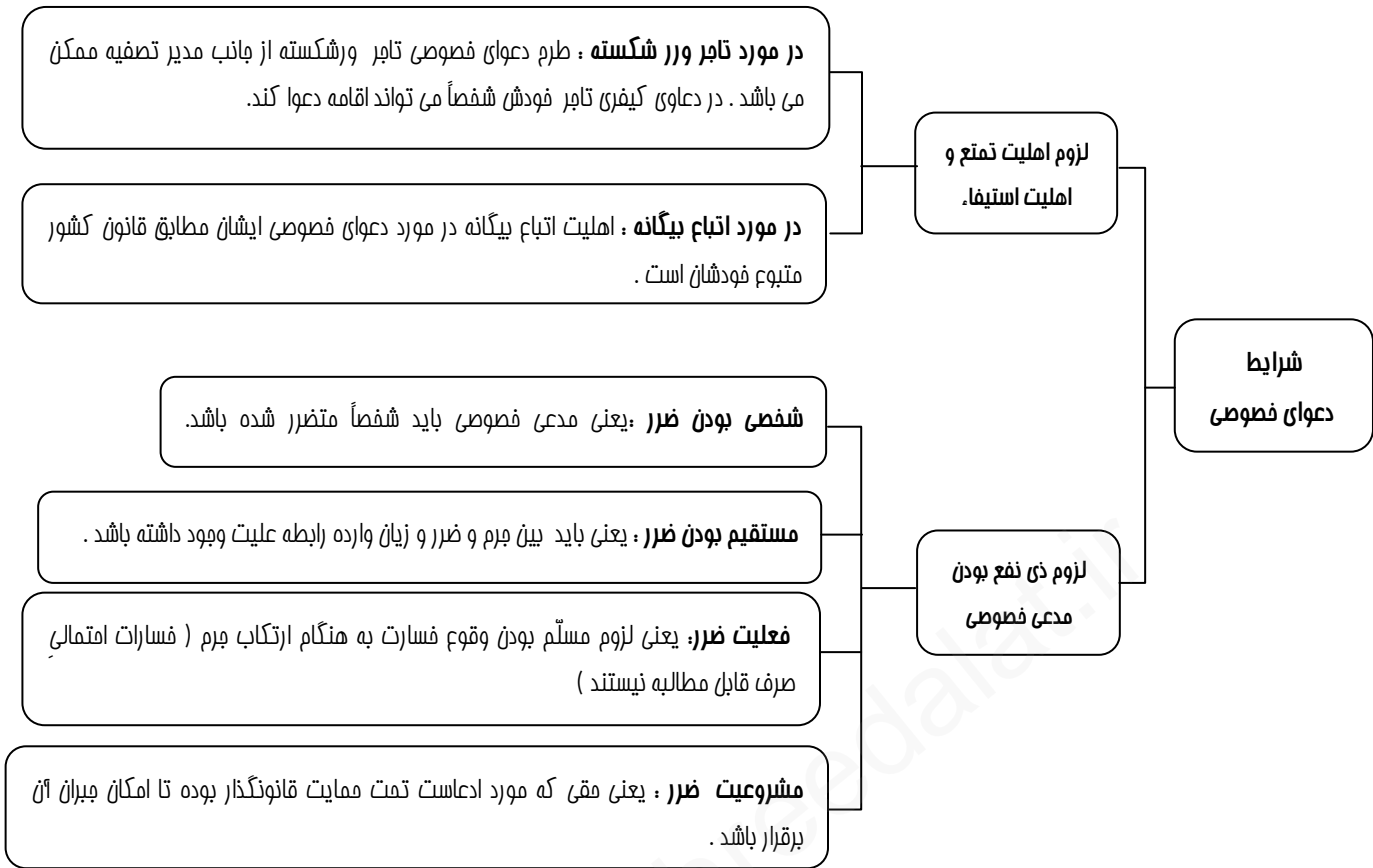 شرایط
دعوای خصوصی
لزوم اهلیت تمتع و
اهلیت استیفاء
در مورد تاجر ورر شکسته : طرح دعوای خصوصی تاجر ورشکسته از جانب مدیر تصفیه ممکن
می باشد . در دعاوی کیفری تاجر خودش شخصاً می تواند اقامه دعوا کند.
در مورد اتباع بیگانه : اهلیت اتباع بیگانه در مورد دعوای خصوصی ایشان مطابق قانون کشور
متبوع خودشان است .
لزوم ذی نفع بودن
مدعی خصوصی
شخصی بودن ضرر :یعنی مدعی خصوصی باید شخصاً متضرر شده باشد.
مستقیم بودن ضرر : یعنی باید بین جرم و ضرر و زیان وارده رابطه علیت وجود داشته باشد .
فعلیت ضرر: یعنی لزوم مسلّم بودن وقوع خسارت به هنگام ارتکاب جرم ( خسارات احتمالیِ
صرف قابل مطالبه نیستند )
مشروعیت ضرر : یعنی حقی که مورد ادعاست تحت حمایت قانونگذار بوده تا امکان جبران آن
برقرار باشد .